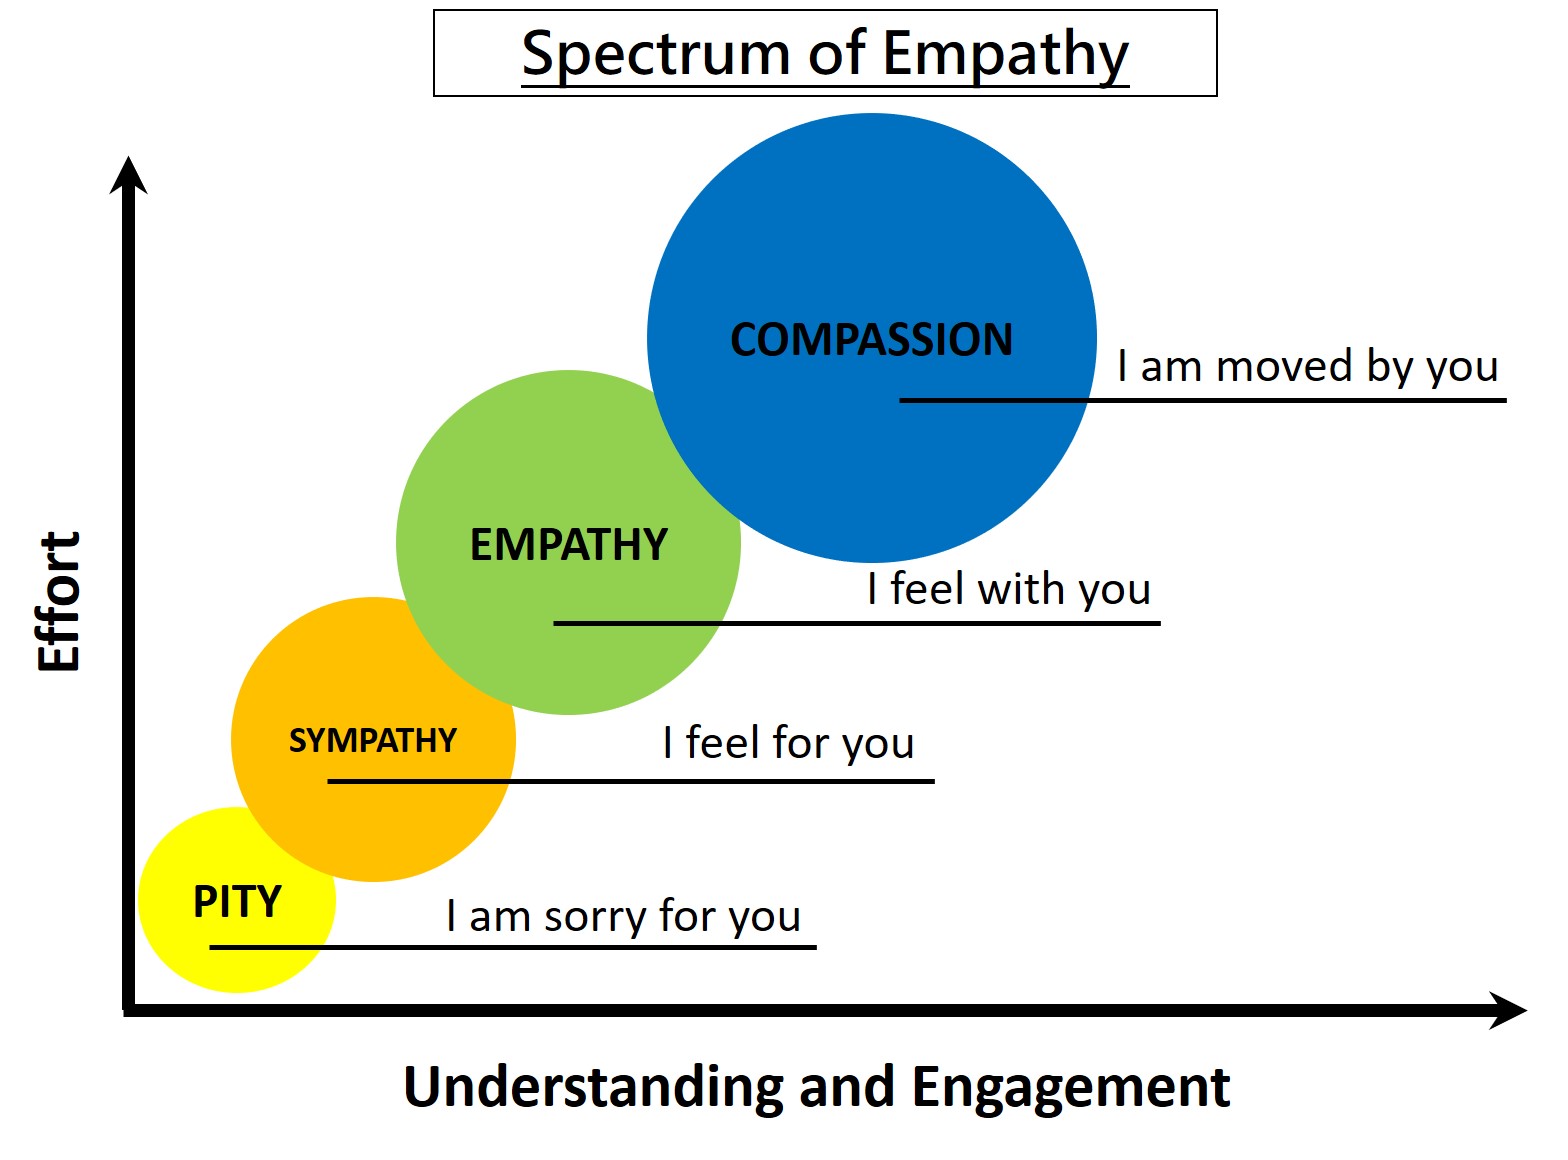 Spectrum of Empathy
COMPASSION
I am moved by you
EMPATHY
I feel with you
SYMPATHY
I feel for you
PITY
I am sorry for you
Effort
Understanding and Engagement